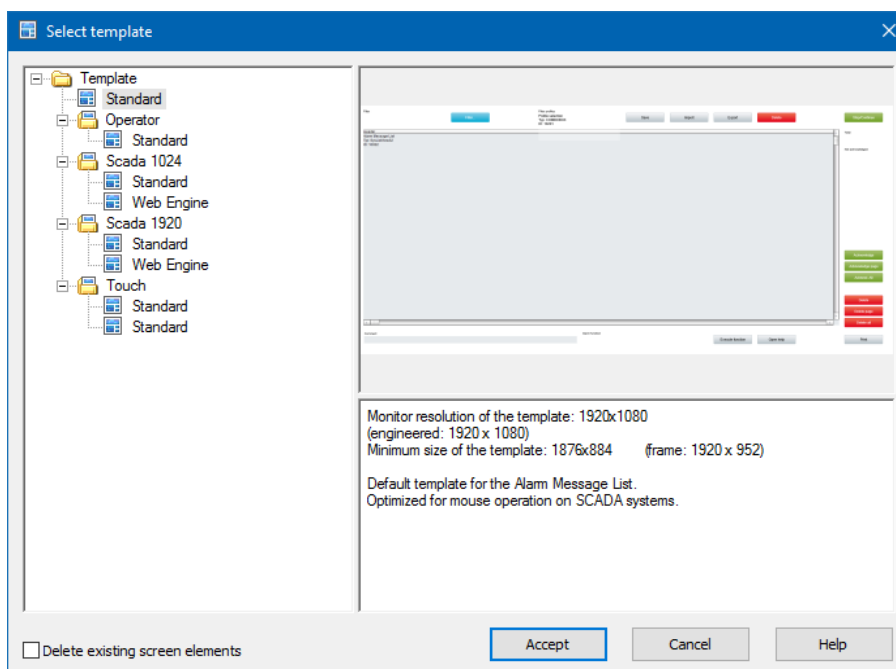 Select template
Template
Standard
Operator
Standard
Scada 1024
Standard
Web Engine
Scada 1920
Standard
Web Engine
Touch
Standard
Standard
Monitor resolution of the template: 1920x1080
(engineered: 1920 x 1080)
Minimum size of the template: 1876x884 (frame: 1920 x 952)
Default template for the Alarm Message List.
Optimized for mouse operation on SCADA systems.
Delete existing screen elements
Accept
Cancel
Help